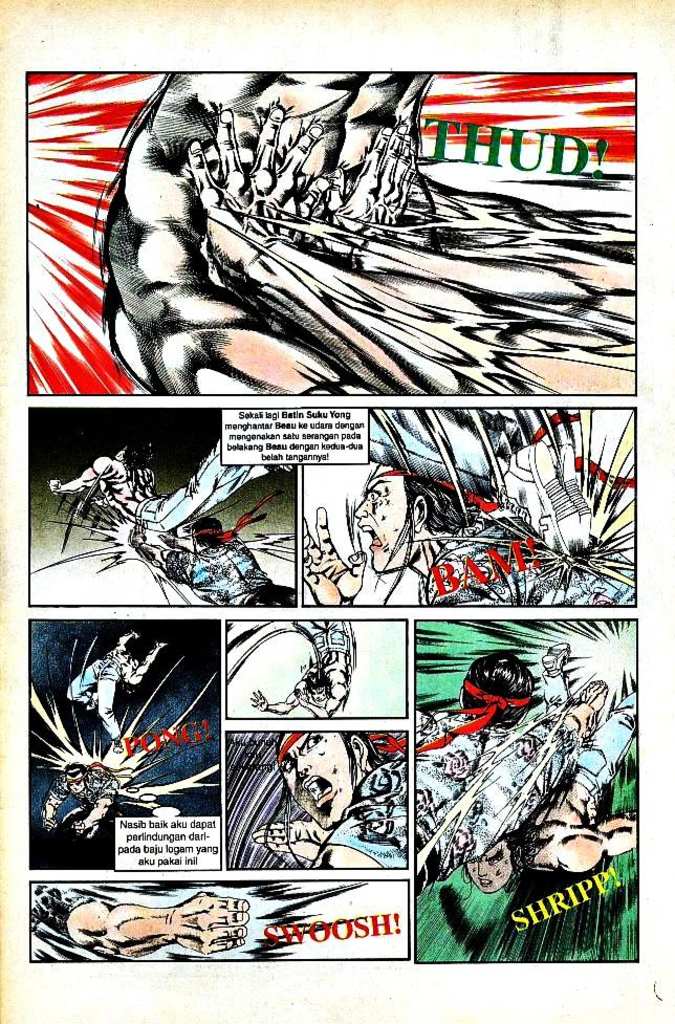 THUD!
Sekali lagi Batin Suku Yong
menghantar Beau ke udara dengan
mengenakan satu serangan pada
belakang Beau dengan kedua-dua
belah tangannya!
BAM!
PONG!
Nasib baik aku dapat
perlindungan dari-
pada baju logam yang
aku pakai ini!
SHRIPP!
SWOOSH!